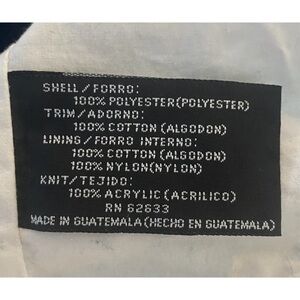 SHELL/FORRO:
100% POLYESTER(POLYESTER)
TRIM/ADORNO:
100% COTTON (ALGODON)
LINING/FORRO INTERNO:
100% COTTON (ALGODON)
100% NYLON(NYLON)
KNIT/TEJIDO:
100% ACRYLIC(ACRILICO)
RN 62633
MADE IN GUATEMALA(HECHO EN GUATEMALA)